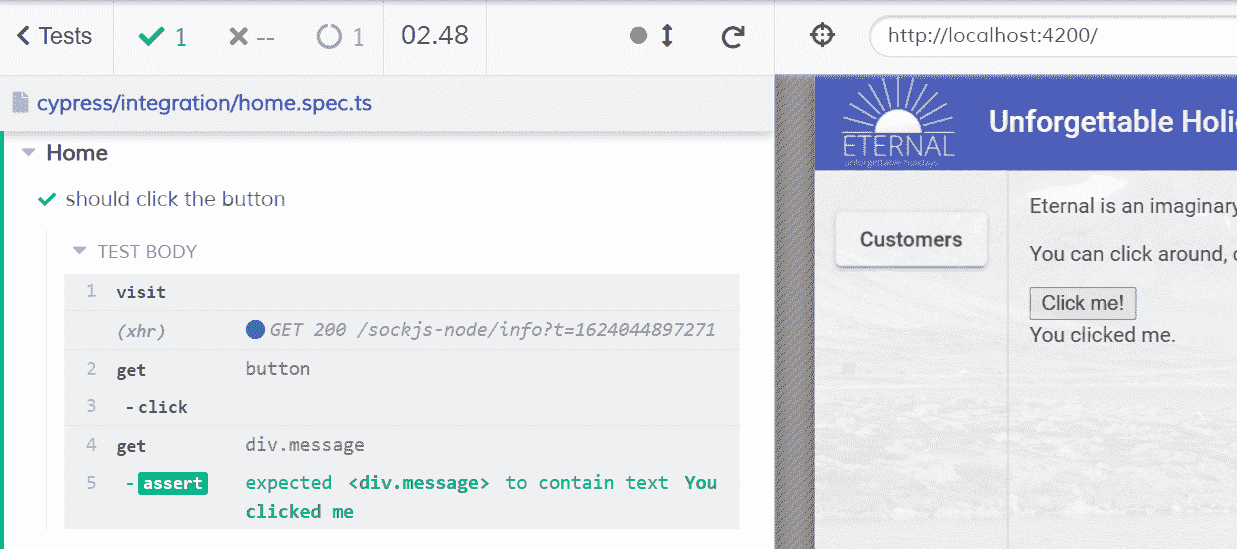 Tests 1 -- 1 02.48 http://localhost:4200/
cypress/integration/home.spec.ts
Home
should click the button
TEST BODY
1 visit
(xhr) GET 200 /sockjs-node/info?t=1624044897271
2 get button
3 -click
4 get div.message
5 -assert expected <div.message> to contain text You
clicked me
ETERNAL
unforgettable holidays
Unforgettable Holi
Customers
Eternal is an imaginary
You can click around,
Click me!
You clicked me.